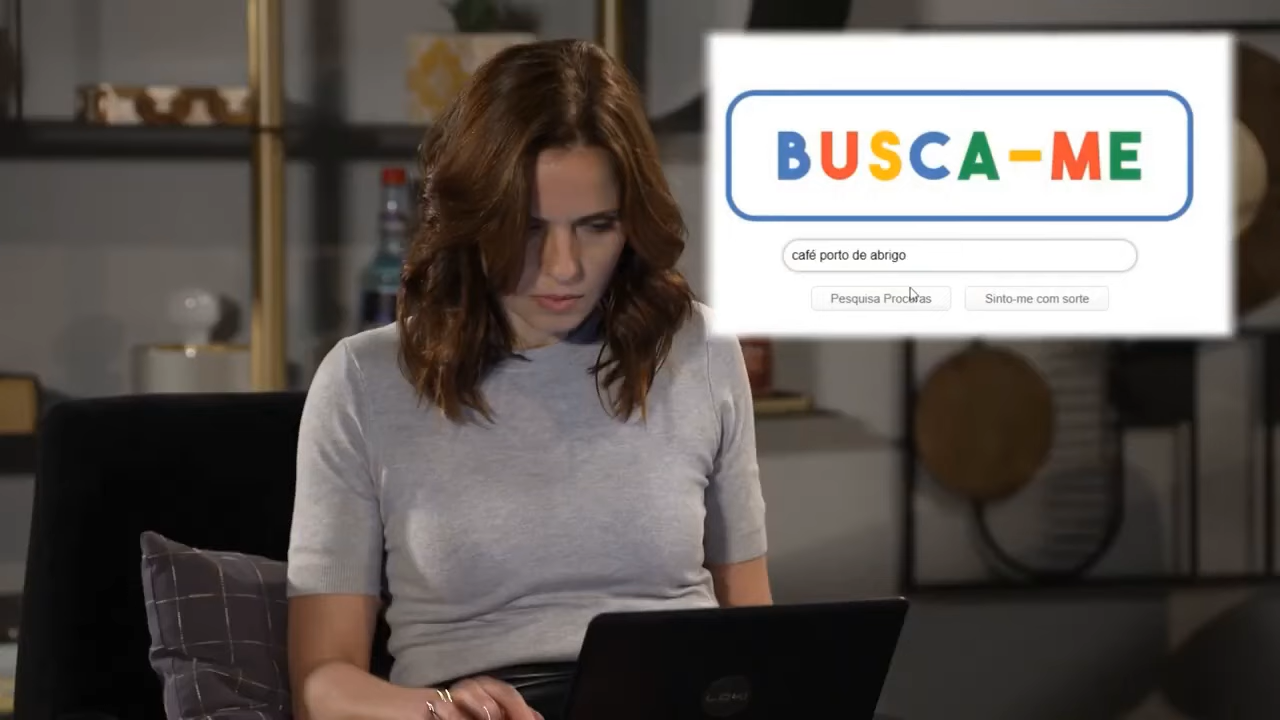 BUSCA-ME
café porto de abrigo
Pesquisa Procuras
Sinto-me com sorte